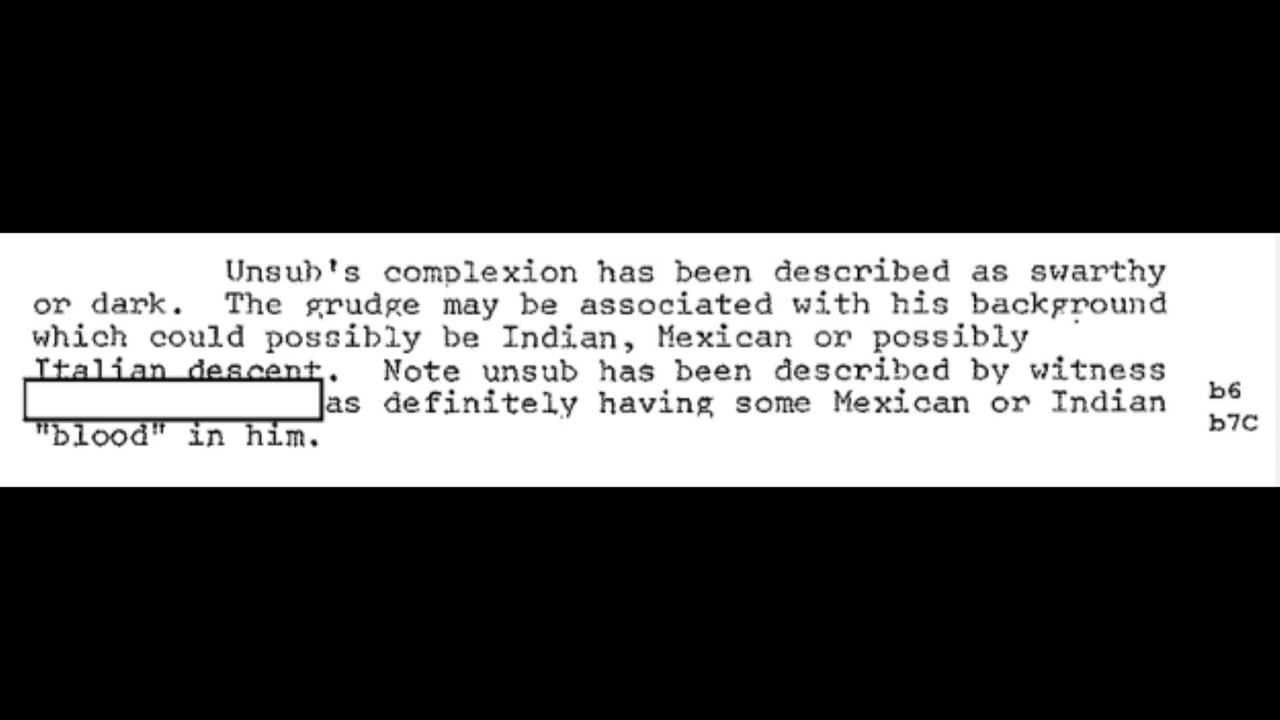 Unsub's complexion has been described as swarthy
or dark. The grudge may be associated with his background
which could possibly be Indian, Mexican or possibly
Italian descent. Note unsub has been described by witness
as definitely having some Mexican or Indian
"blood" in him.
b6
b7C